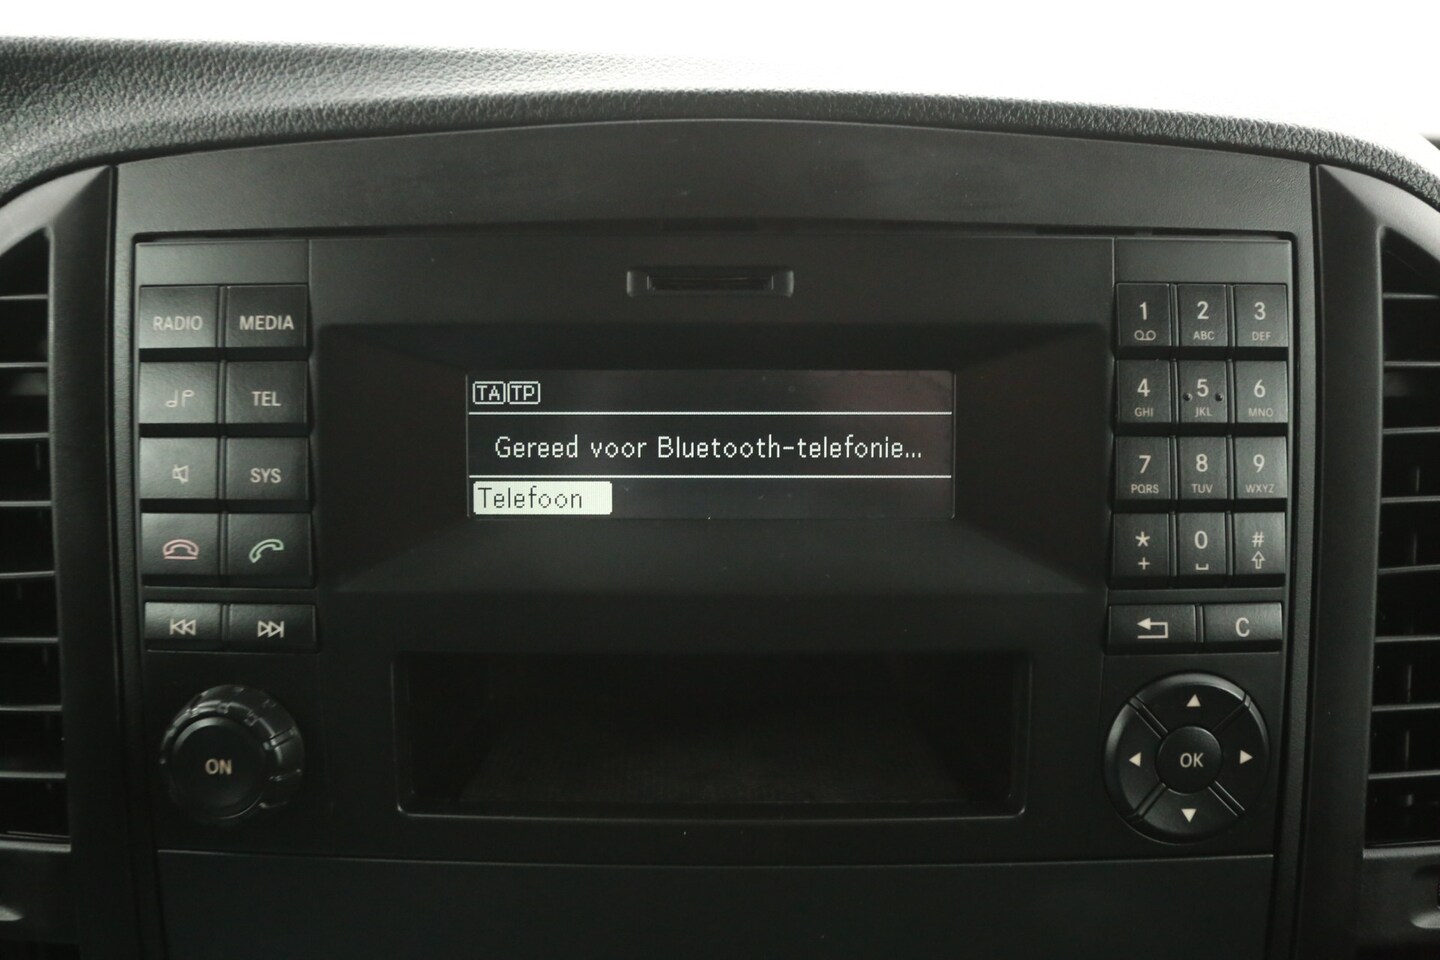 RADIO MEDIA
TEL
SYS
ON
TA TP
Gereed voor Bluetooth-telefonie...
Telefoon
1 2 3
ABC DEF
4 5 6
GHI JKL MNO
7 8 9
PQRS TUV WXYZ
* 0 #
+
C
OK